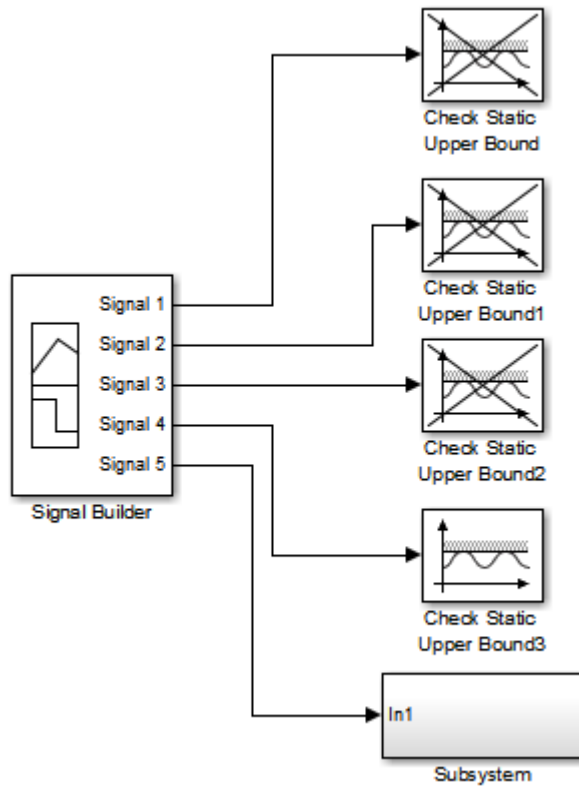 Check Static
Upper Bound
Check Static
Upper Bound1
Signal 1
Signal 2
Signal 3
Signal 4
Signal 5
Signal Builder
Check Static
Upper Bound2
Check Static
Upper Bound3
In1
Subsystem